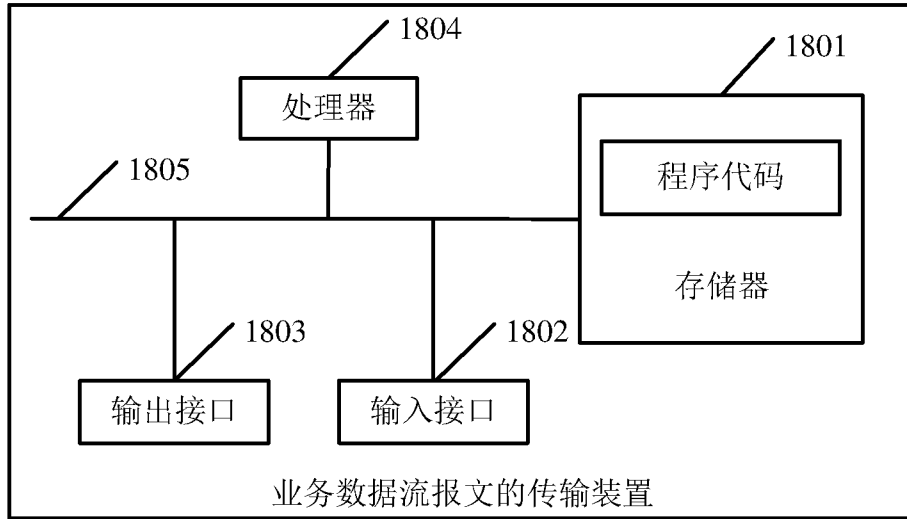 1804
1801
处理器
程序代码
1805
存储器
1803
1802
输出接口
输入接口
业务数据流报文的传输装置